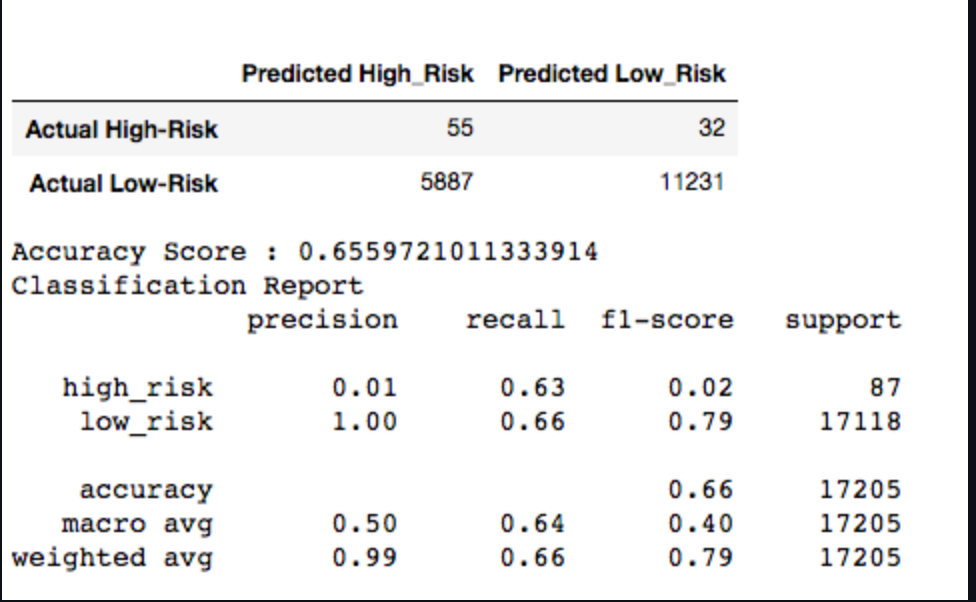 Predicted High_Risk Predicted Low_Risk
Actual High-Risk 55 32
Actual Low-Risk 5887 11231
Accuracy Score : 0.6559721011333914
Classification Report
precision recall f1-score support
high_risk 0.01 0.63 0.02 87
low_risk 1.00 0.66 0.79 17118
accuracy 0.66 17205
macro avg 0.50 0.64 0.40 17205
weighted avg 0.99 0.66 0.79 17205